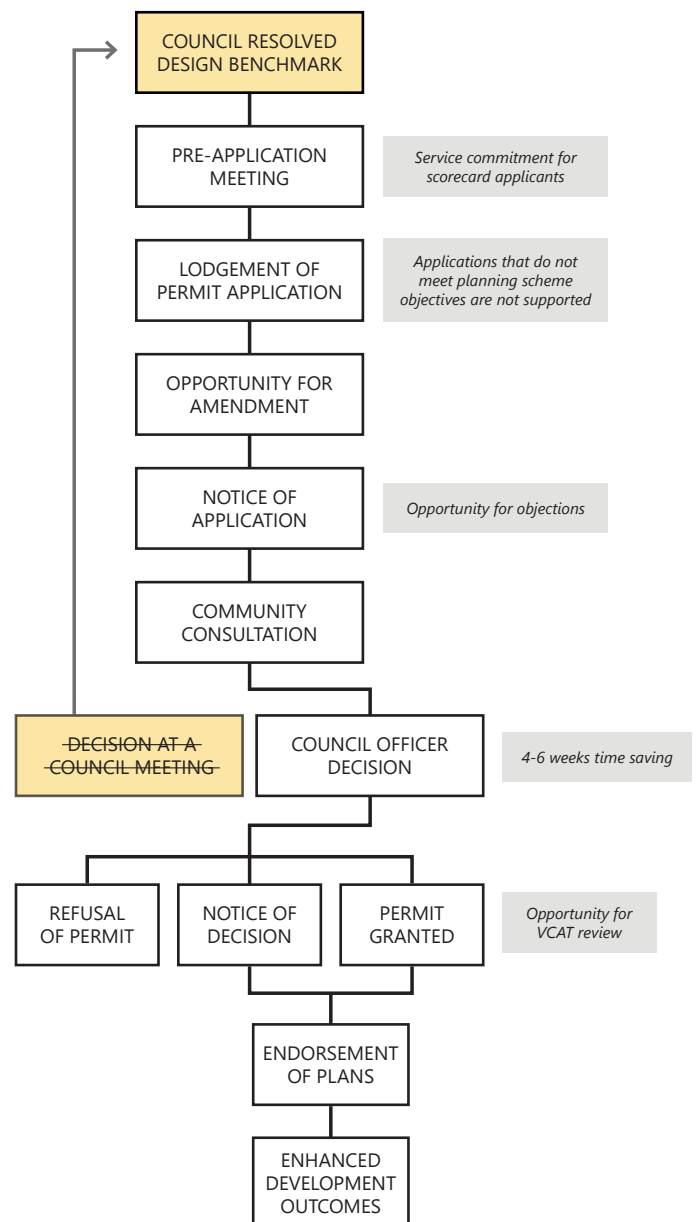 COUNCIL RESOLVED
DESIGN BENCHMARK
PRE-APPLICATION
MEETING
Service commitment for
scorecard applicants
LODGEMENT OF
PERMIT APPLICATION
Applications that do not
meet planning scheme
objectives are not supported
OPPORTUNITY FOR
AMENDMENT
NOTICE OF
APPLICATION
Opportunity for objections
COMMUNITY
CONSULTATION
DECISION AT A
COUNCIL MEETING
COUNCIL OFFICER
DECISION
4-6 weeks time saving
REFUSAL
OF PERMIT
NOTICE OF
DECISION
PERMIT
GRANTED
Opportunity for
VCAT review
ENDORSEMENT
OF PLANS
ENHANCED
DEVELOPMENT
OUTCOMES